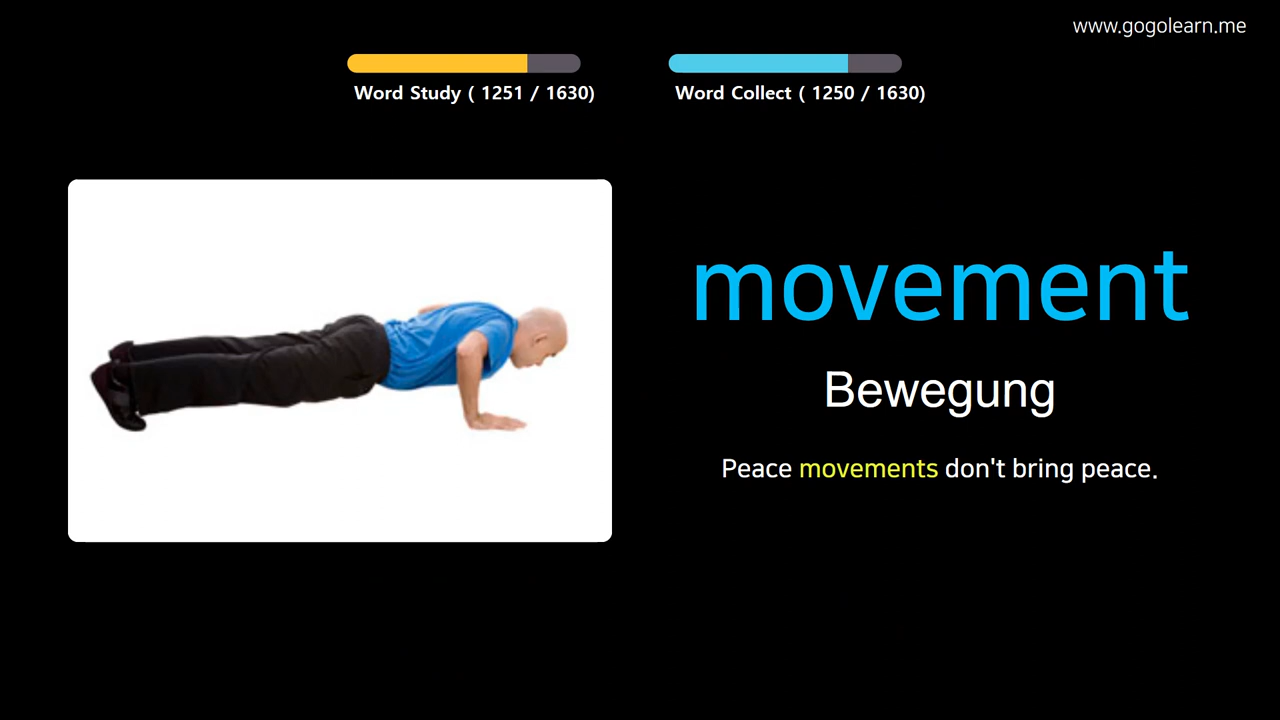 www.gogolearn.me
Word Study ( 1251 / 1630)
Word Collect ( 1250 / 1630)
movement
Bewegung
Peace movements don't bring peace.